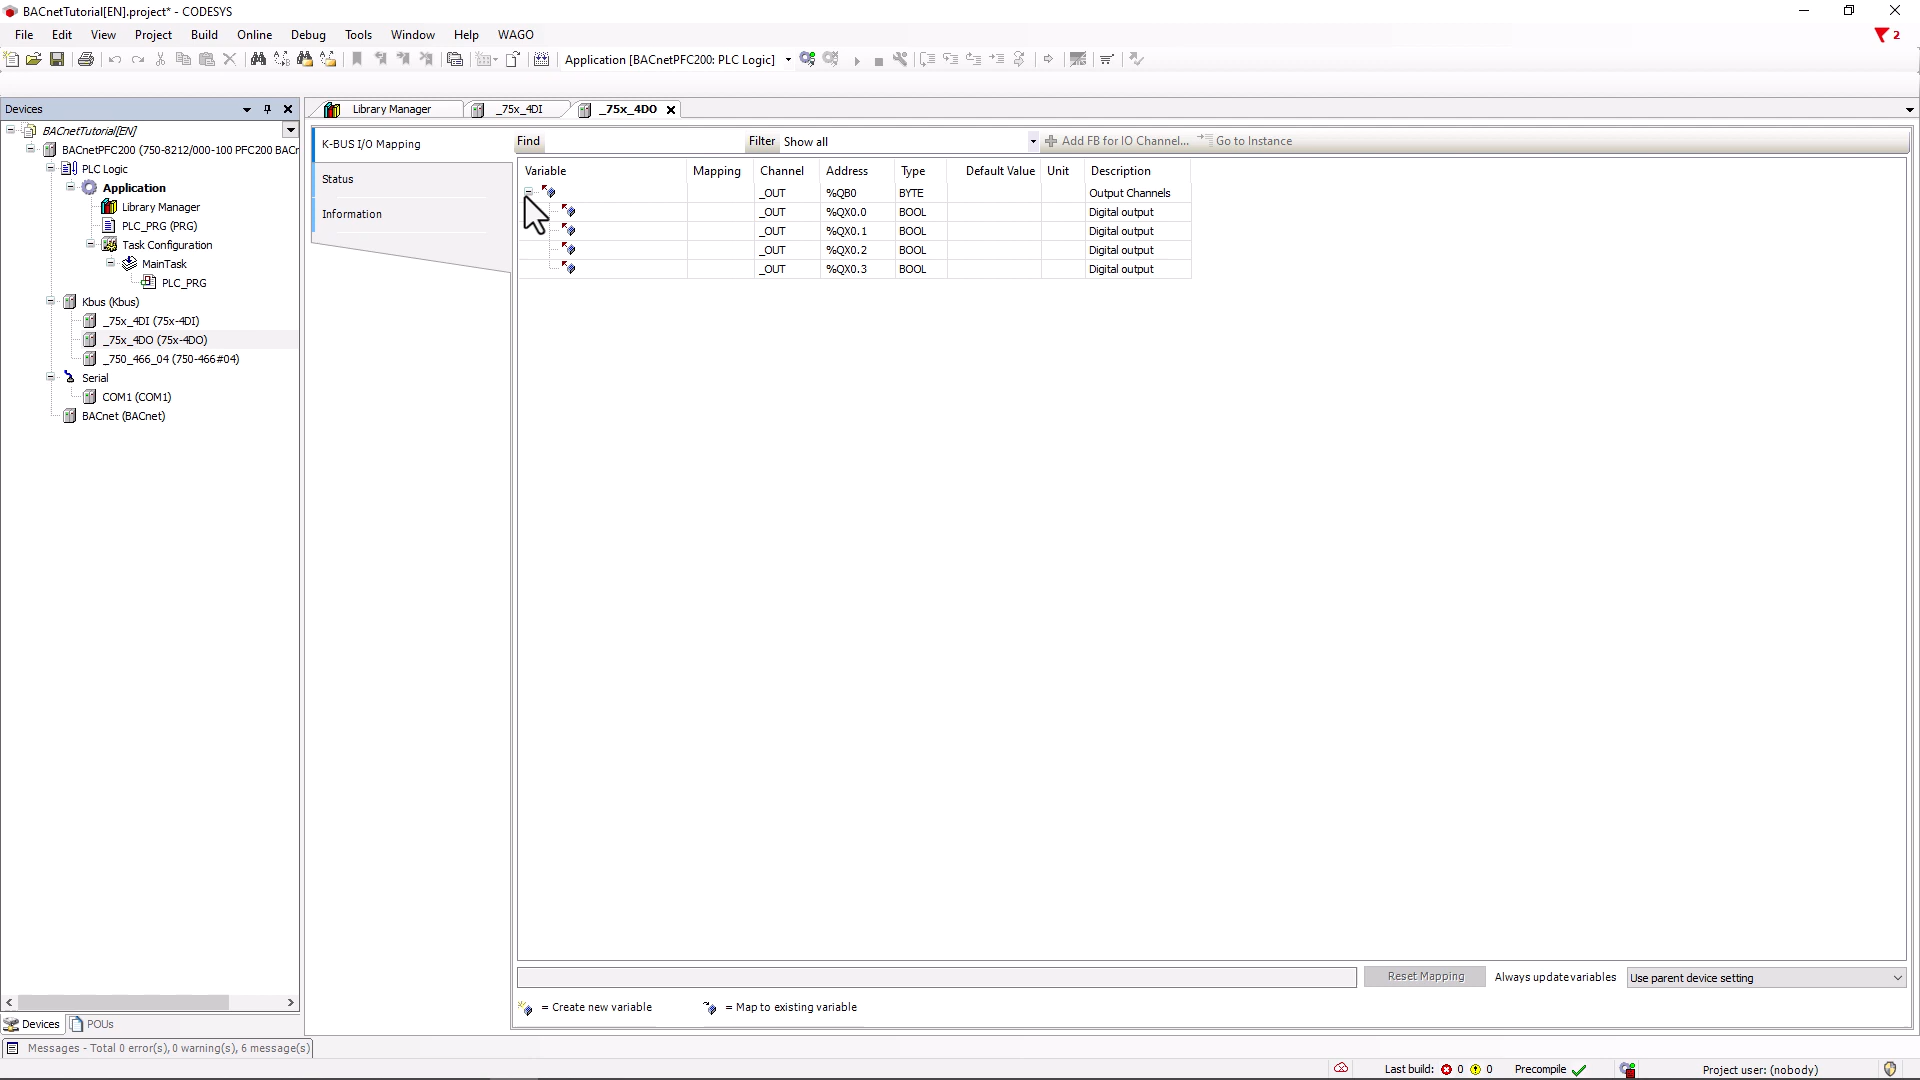 BACnetTutorial[EN].project* - CODESYS
File Edit View Project Build Online Debug Tools Window Help WAGO
2
Application [BACnetPFC200: PLC Logic]
Devices
BACnetTutorial[EN]
BACnetPFC200 (750-8212/000-100 PFC200 BACr
PLC Logic
Application
Library Manager
PLC_PRG (PRG)
Task Configuration
MainTask
PLC_PRG
Kbus (Kbus)
_75x_4DI (75x-4DI)
_75x_4DO (75x-4DO)
_750_466_04 (750-466#04)
Serial
COM1 (COM1)
BACnet (BACnet)
Devices POUs
Library Manager _75x_4DI _75x_4DO
K-BUS I/O Mapping
Status
Information
Find Filter Show all Add FB for IO Channel... Go to Instance
Variable Mapping Channel Address Type Default Value Unit Description
_OUT %QB0 BYTE Output Channels
_OUT %QX0.0 BOOL Digital output
_OUT %QX0.1 BOOL Digital output
_OUT %QX0.2 BOOL Digital output
_OUT %QX0.3 BOOL Digital output
Reset Mapping Always update variables Use parent device setting
= Create new variable = Map to existing variable
Messages - Total 0 error(s), 0 warning(s), 6 message(s)
Last build: 0 0 Precompile Project user: (nobody)